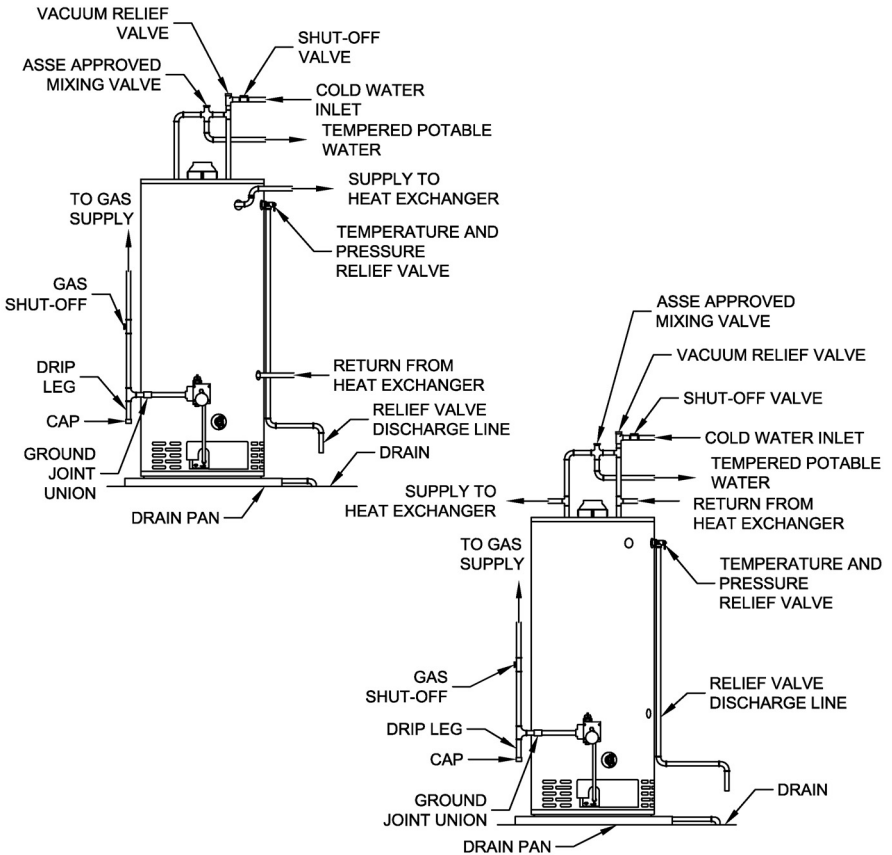 VACUUM RELIEF
VALVE
SHUT-OFF
VALVE
ASSE APPROVED
MIXING VALVE
COLD WATER
INLET
TEMPERED POTABLE
WATER
SUPPLY TO
HEAT EXCHANGER
TO GAS
SUPPLY
TEMPERATURE AND
PRESSURE
RELIEF VALVE
GAS
SHUT-OFF
DRIP
LEG
RETURN FROM
HEAT EXCHANGER
CAP
RELIEF VALVE
DISCHARGE LINE
GROUND
JOINT
UNION
DRAIN
DRAIN PAN
ASSE APPROVED
MIXING VALVE
VACUUM RELIEF VALVE
SHUT-OFF VALVE
COLD WATER INLET
TEMPERED POTABLE
WATER
SUPPLY TO
HEAT EXCHANGER
RETURN FROM
HEAT EXCHANGER
TO GAS
SUPPLY
TEMPERATURE AND
PRESSURE
RELIEF VALVE
GAS
SHUT-OFF
RELIEF VALVE
DISCHARGE LINE
DRIP LEG
CAP
GROUND
JOINT UNION
DRAIN
DRAIN PAN